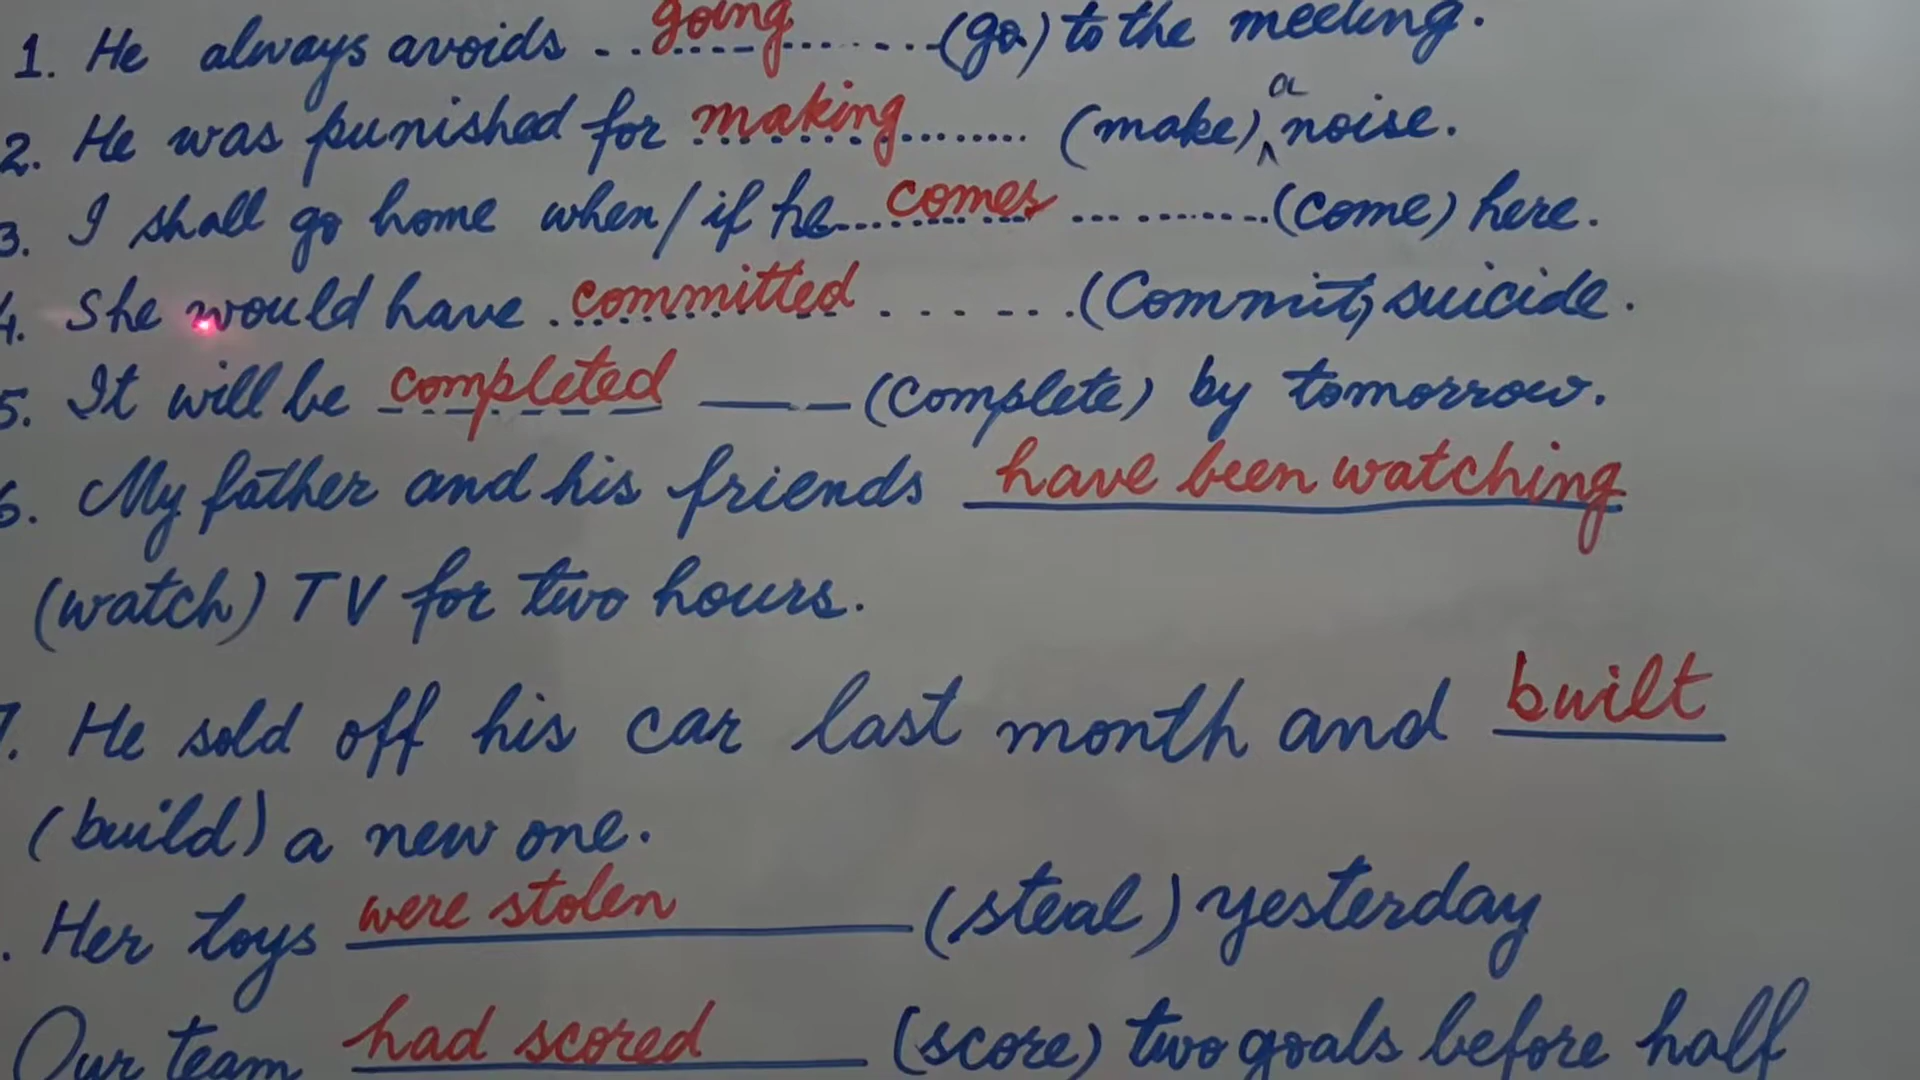 1. He always avoids going (go) to the meeting.
2. He was punished for making (make) a noise.
3. I shall go home when/if he comes (come) here.
4. She would have committed (Commit) suicide.
5. It will be completed (Complete) by tomorrow.
6. My father and his friends have been watching
(watch) TV for two hours.
7. He sold off his car last month and built
(build) a new one.
. Her toys were stolen (steal) yesterday
Our team had scored (score) two goals before half